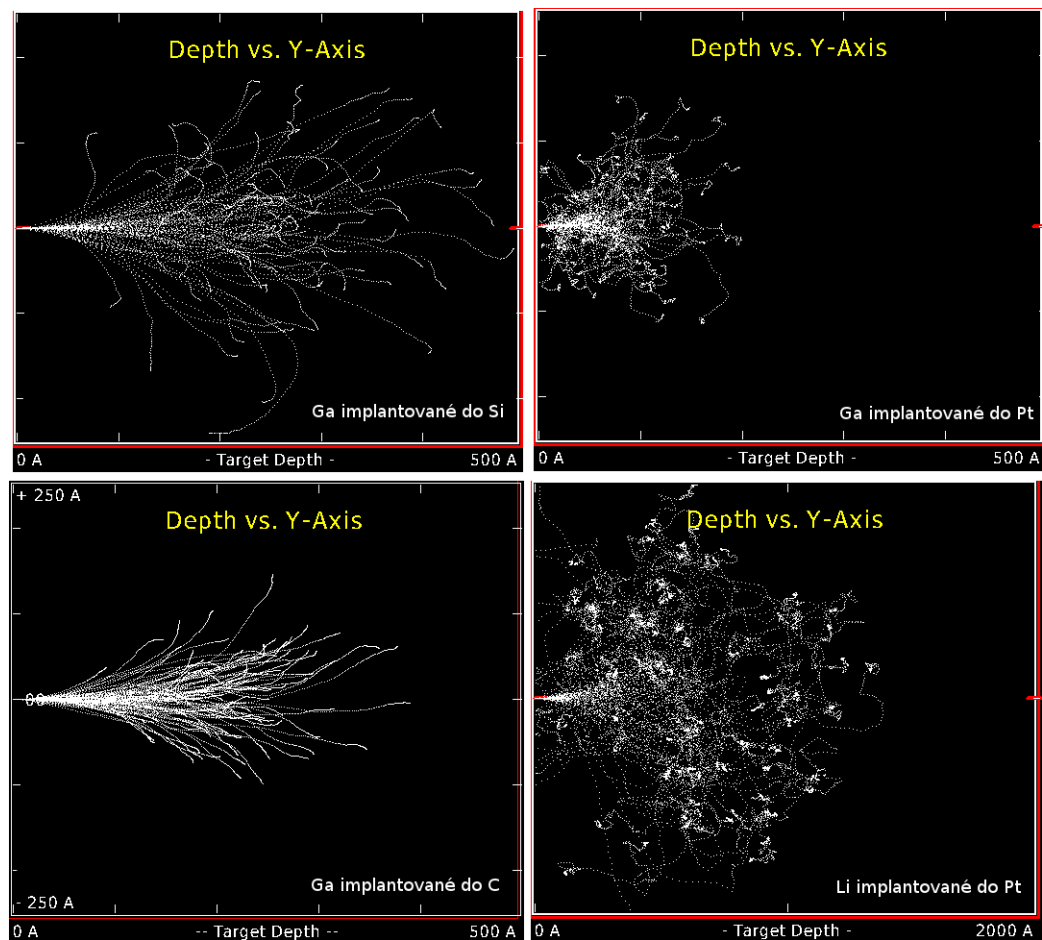 Depth vs. Y-Axis
Ga implantované do Si
0 A - Target Depth - 500 A
Depth vs. Y-Axis
Ga implantované do Pt
0 A - Target Depth - 500 A
+ 250 A
Depth vs. Y-Axis
00
Ga implantované do C
- 250 A
0 A -- Target Depth -- 500 A
Depth vs. Y-Axis
Li implantované do Pt
0 A - Target Depth - 2000 A